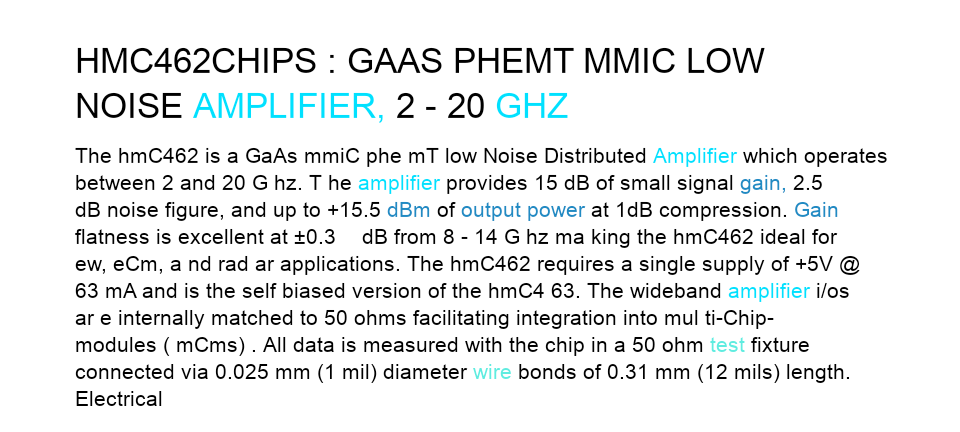 HMC462CHIPS : GAAS PHEMT MMIC LOW
NOISE AMPLIFIER, 2 - 20 GHZ
The hmC462 is a GaAs mmiC phe mT low Noise Distributed Amplifier which operates
between 2 and 20 G hz. T he amplifier provides 15 dB of small signal gain, 2.5
dB noise figure, and up to +15.5 dBm of output power at 1dB compression. Gain
flatness is excellent at ±0.3    dB from 8 - 14 G hz ma king the hmC462 ideal for
ew, eCm, a nd rad ar applications. The hmC462 requires a single supply of +5V @
63 mA and is the self biased version of the hmC4 63. The wideband amplifier i/os
ar e internally matched to 50 ohms facilitating integration into mul ti-Chip-
modules ( mCms) . All data is measured with the chip in a 50 ohm test fixture
connected via 0.025 mm (1 mil) diameter wire bonds of 0.31 mm (12 mils) length.
Electrical